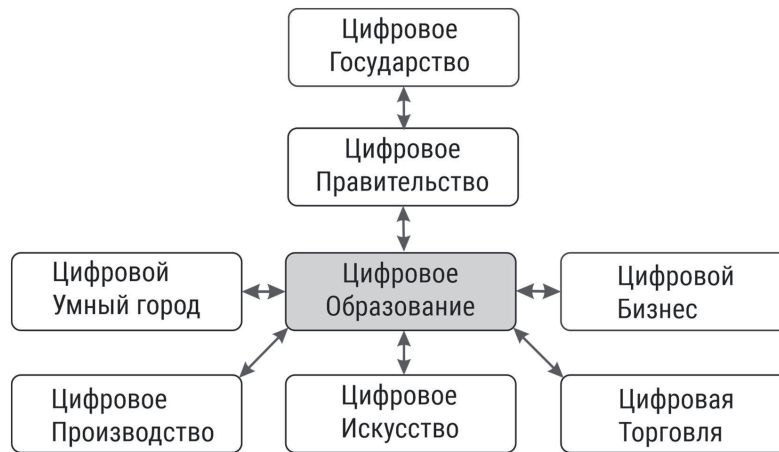 Цифровое
Государство
Цифровое
Правительство
Цифровой
Умный город
Цифровое
Образование
Цифровой
Бизнес
Цифровое
Производство
Цифровое
Искусство
Цифровая
Торговля